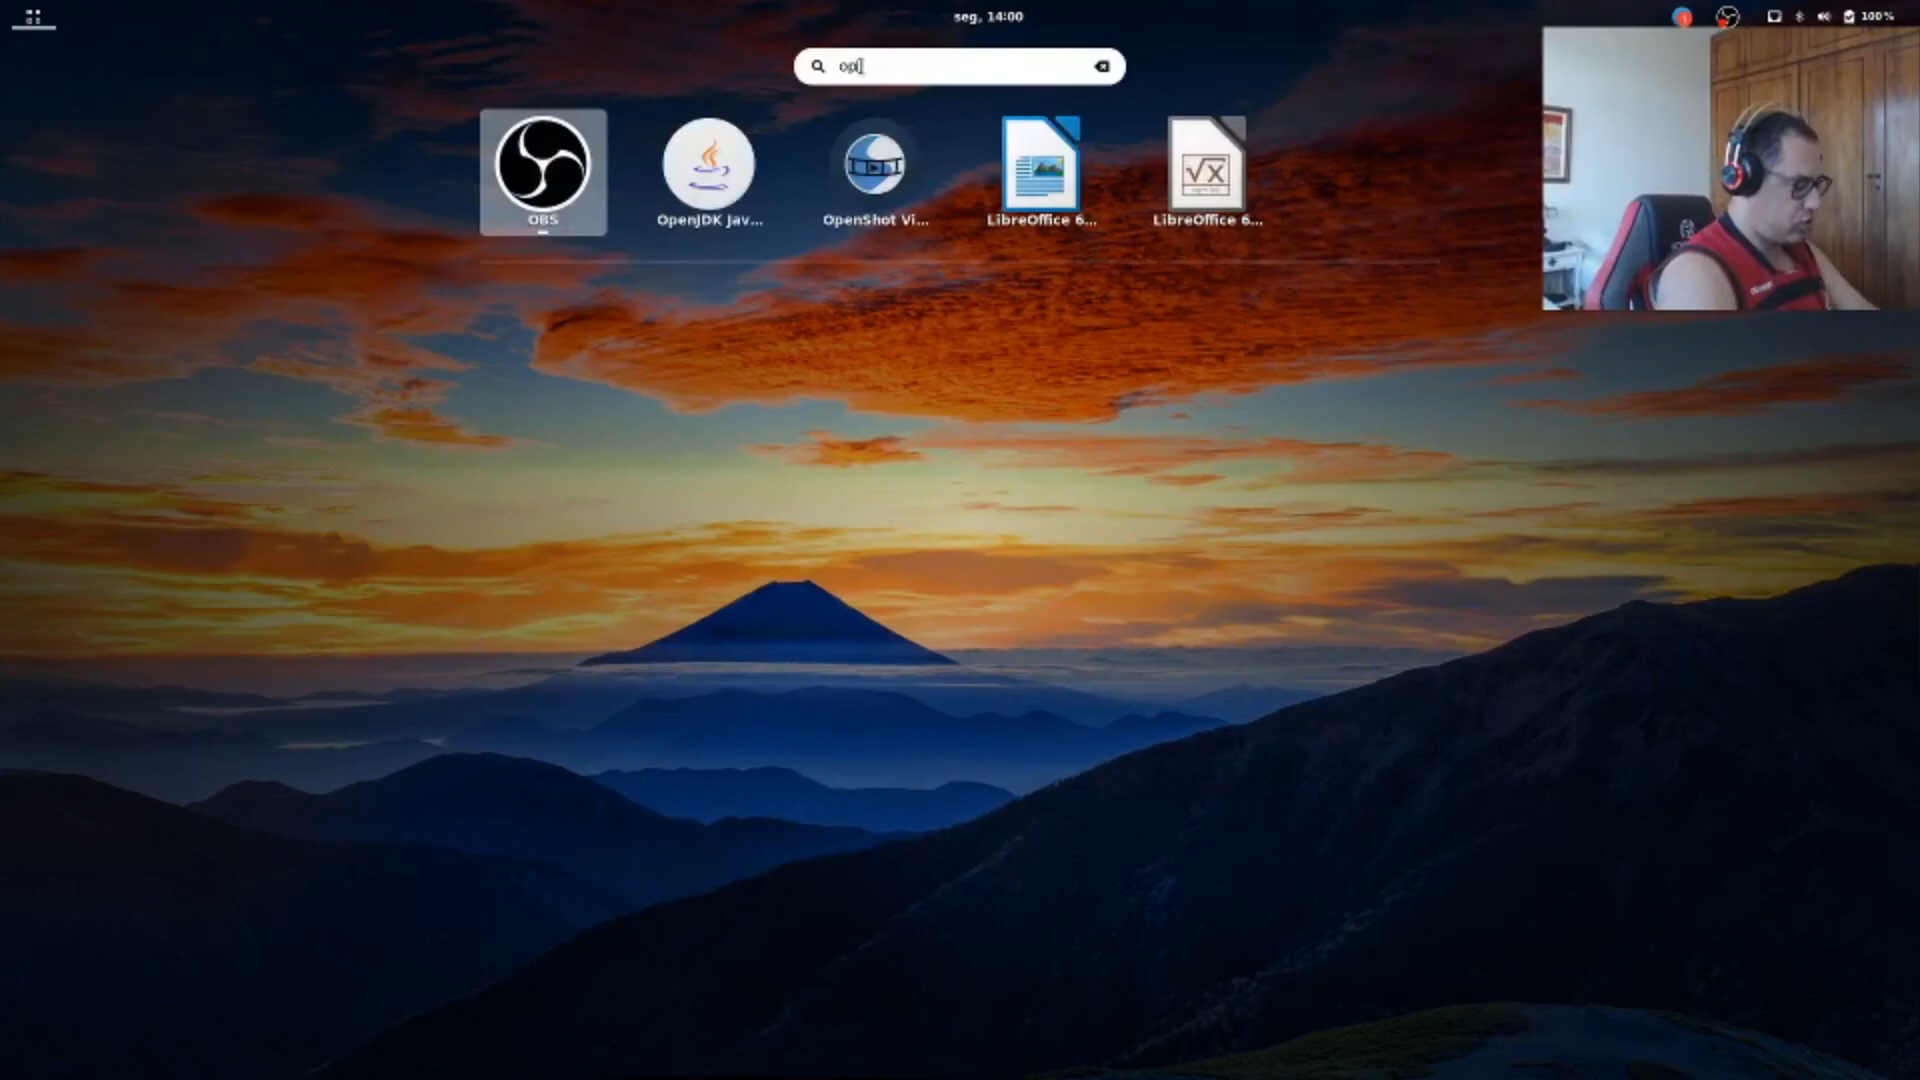 seg, 14:00
100%
op
OBS
OpenJDK Jav...
OpenShot Vi...
LibreOffice 6...
LibreOffice 6...